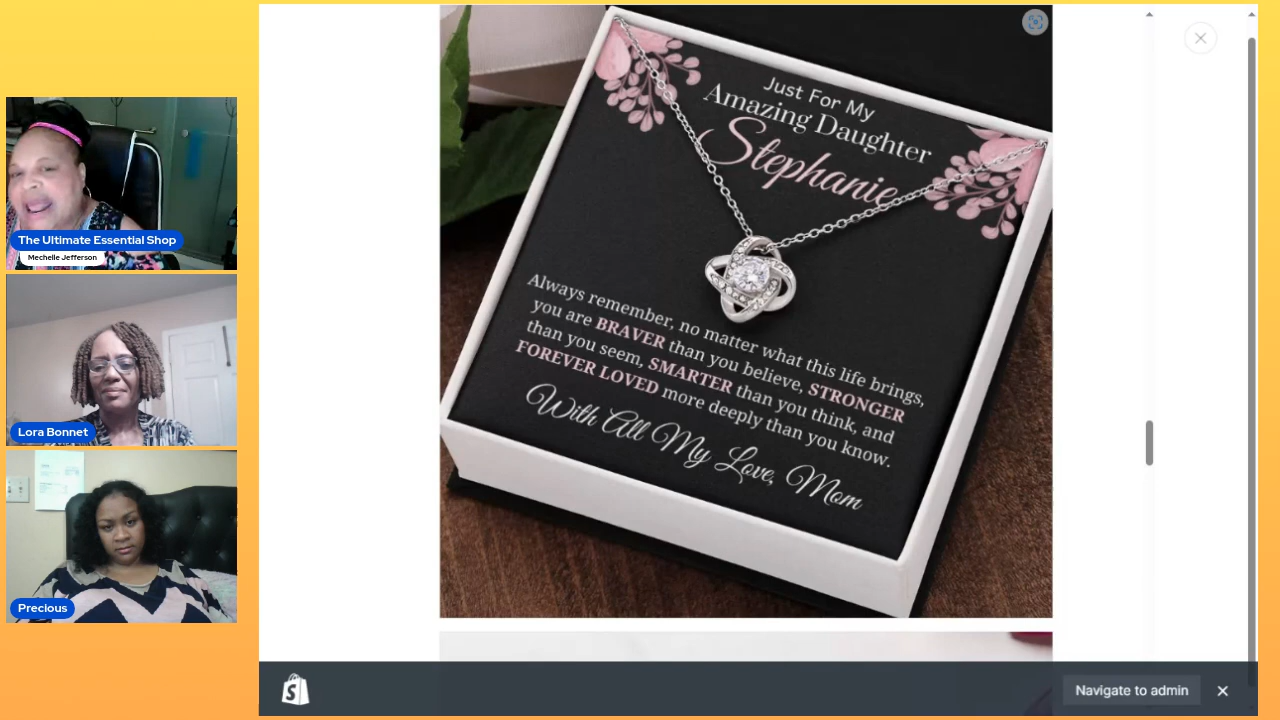 The Ultimate Essential Shop
Mechelle Jefferson
Lora Bonnet
Precious
Just For My
Amazing Daughter
Stephanie
Always remember, no matter what this life brings,
you are BRAVER than you believe, STRONGER
than you seem, SMARTER than you think, and
FOREVER LOVED more deeply than you know.
With All My Love, Mom
Navigate to admin